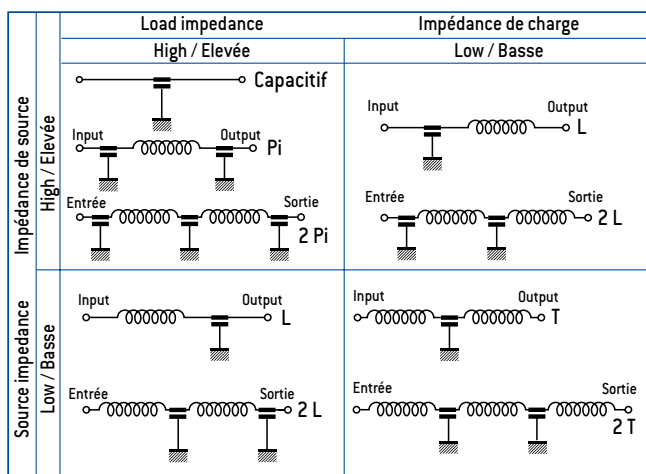 Load impedance
Impédance de charge
High / Elevée
Low / Basse
Impédance de source
High / Elevée
Capacitif
Input
Output
Pi
Entrée
Sortie
2 Pi
Input
Output
L
Entrée
Sortie
2 L
Source impedance
Low / Basse
Input
Output
L
Entrée
Sortie
2 L
Input
Output
T
Entrée
Sortie
2 T